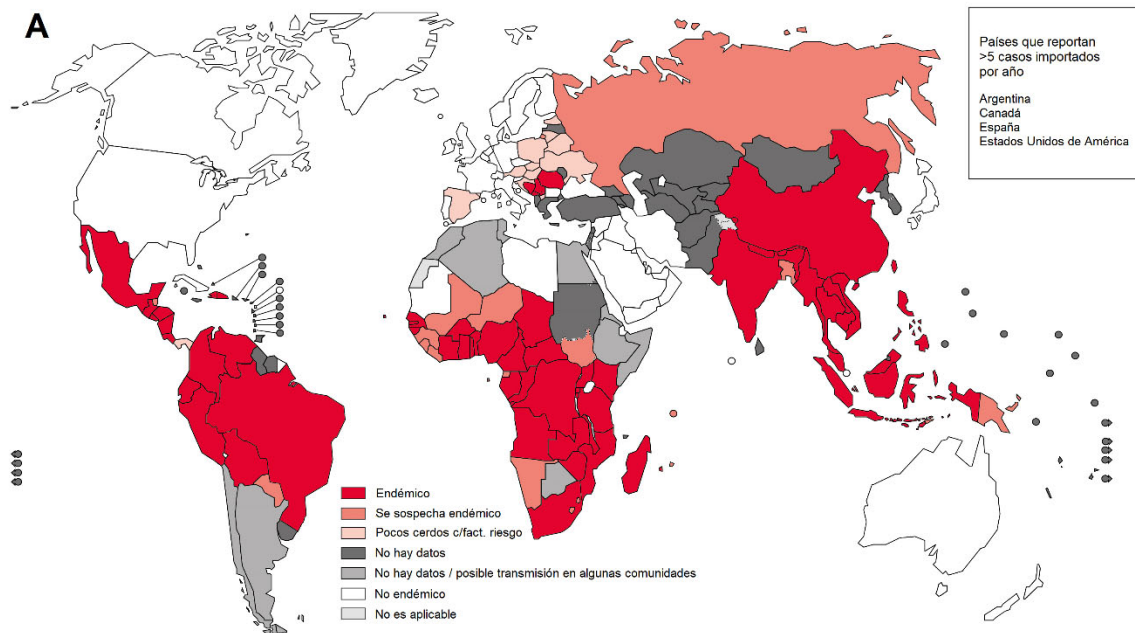 A
Países que reportan
>5 casos importados
por año
Argentina
Canadá
España
Estados Unidos de América
Endémico
Se sospecha endémico
Pocos cerdos c/fact. riesgo
No hay datos
No hay datos / posible transmisión en algunas comunidades
No endémico
No es aplicable